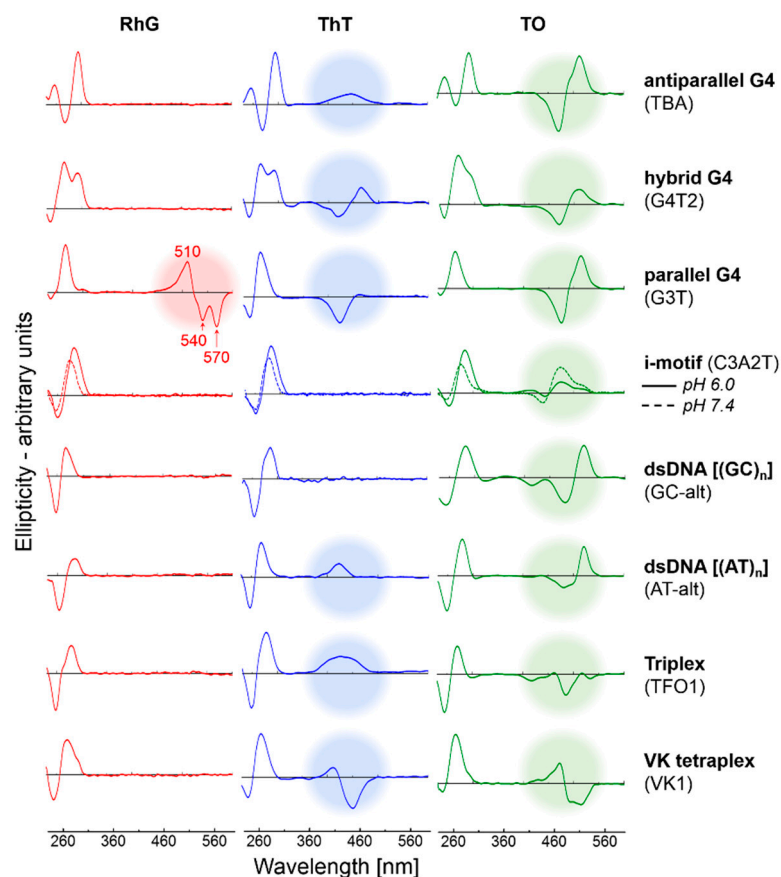 RhG ThT TO
antiparallel G4
(TBA)
hybrid G4
(G4T2)
510
540
570
parallel G4
(G3T)
i-motif (C3A2T)
pH 6.0
pH 7.4
dsDNA [(GC)n]
(GC-alt)
dsDNA [(AT)n]
(AT-alt)
Triplex
(TFO1)
VK tetraplex
(VK1)
Ellipticity - arbitrary units
260 360 460 560 260 360 460 560 260 360 460 560
Wavelength [nm]